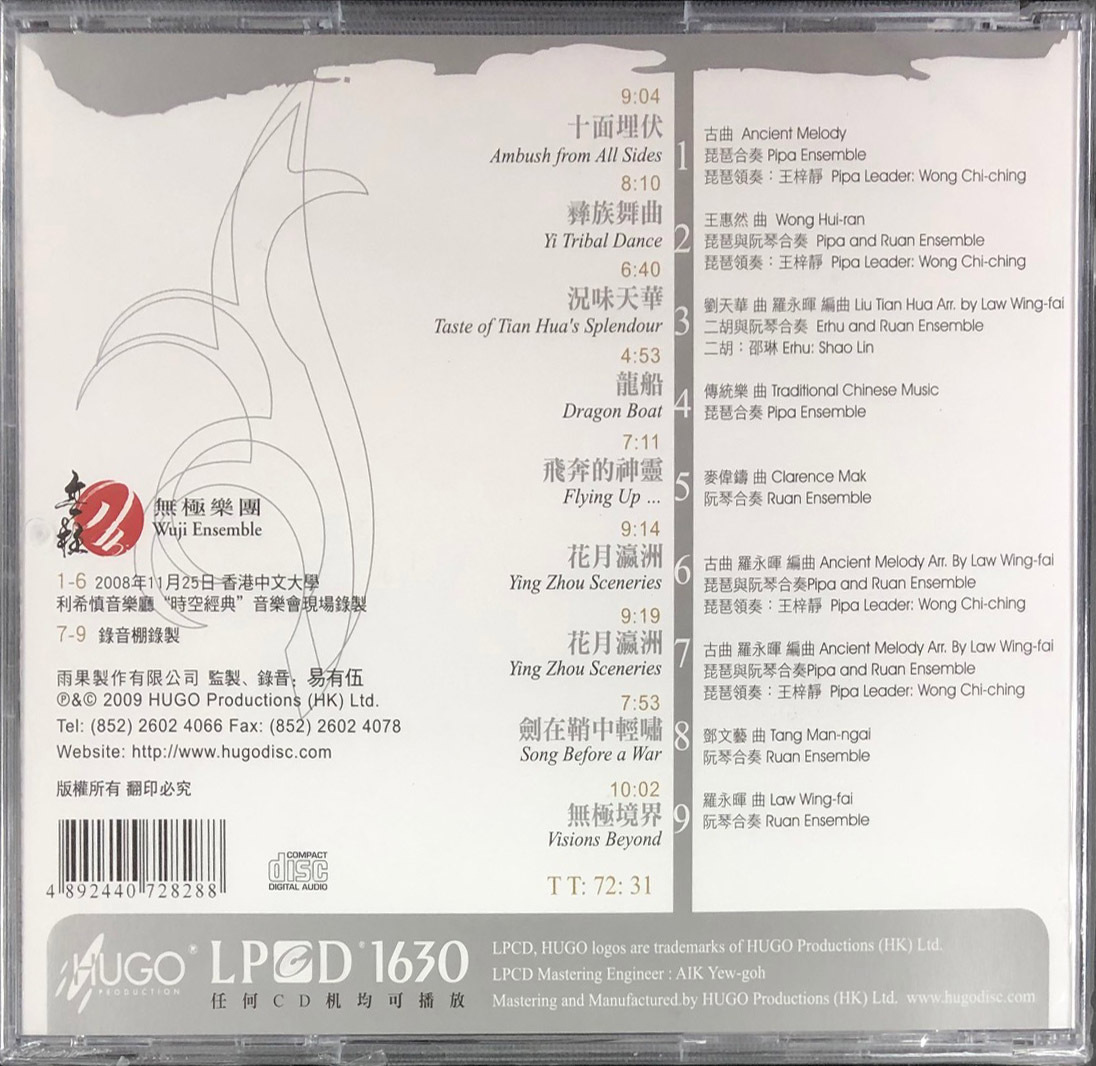 9:04
十面埋伏
Ambush from All Sides
1
古曲 Ancient Melody
琵琶合奏 Pipa Ensemble
琵琶領奏：王梓靜 Pipa Leader: Wong Chi-ching
8:10
彝族舞曲
Yi Tribal Dance
2
王惠然 曲 Wong Hui-ran
琵琶與阮琴合奏 Pipa and Ruan Ensemble
琵琶領奏：王梓靜 Pipa Leader: Wong Chi-ching
6:40
況味天華
Taste of Tian Hua's Splendour
3
劉天華 曲 羅永暉 編曲 Liu Tian Hua Arr. by Law Wing-fai
二胡與阮琴合奏 Erhu and Ruan Ensemble
二胡：邵琳 Erhu: Shao Lin
4:53
龍船
Dragon Boat
4
傳統樂 曲 Traditional Chinese Music
琵琶合奏 Pipa Ensemble
7:11
飛奔的神靈
Flying Up ...
5
麥偉鑄 曲 Clarence Mak
阮琴合奏 Ruan Ensemble
9:14
花月瀛洲
Ying Zhou Sceneries
6
古曲 羅永暉 編曲 Ancient Melody Arr. By Law Wing-fai
琵琶與阮琴合奏Pipa and Ruan Ensemble
琵琶領奏：王梓靜 Pipa Leader: Wong Chi-ching
9:19
花月瀛洲
Ying Zhou Sceneries
7
古曲 羅永暉 編曲 Ancient Melody Arr. By Law Wing-fai
琵琶與阮琴合奏Pipa and Ruan Ensemble
琵琶領奏：王梓靜 Pipa Leader: Wong Chi-ching
7:53
劍在鞘中輕嘯
Song Before a War
8
鄧文藝 曲 Tang Man-ngai
阮琴合奏 Ruan Ensemble
10:02
無極境界
Visions Beyond
9
羅永暉 曲 Law Wing-fai
阮琴合奏 Ruan Ensemble
T T: 72: 31
無極樂團
Wuji Ensemble
1-6 2008年11月25日 香港中文大學
利希慎音樂廳 “時空經典” 音樂會現場錄製
7-9 錄音棚錄製
雨果製作有限公司 監製、錄音：易有伍
℗&© 2009 HUGO Productions (HK) Ltd.
Tel: (852) 2602 4066 Fax: (852) 2602 4078
Website: http://www.hugodisc.com
版權所有 翻印必究
4 892440 728288
COMPACT
disc
DIGITAL AUDIO
HUGO®
PRODUCTION
LPCD® 1630
任何CD机均可播放
LPCD, HUGO logos are trademarks of HUGO Productions (HK) Ltd.
LPCD Mastering Engineer : AIK Yew-goh
Mastering and Manufactured.by HUGO Productions (HK) Ltd. www.hugodisc.com